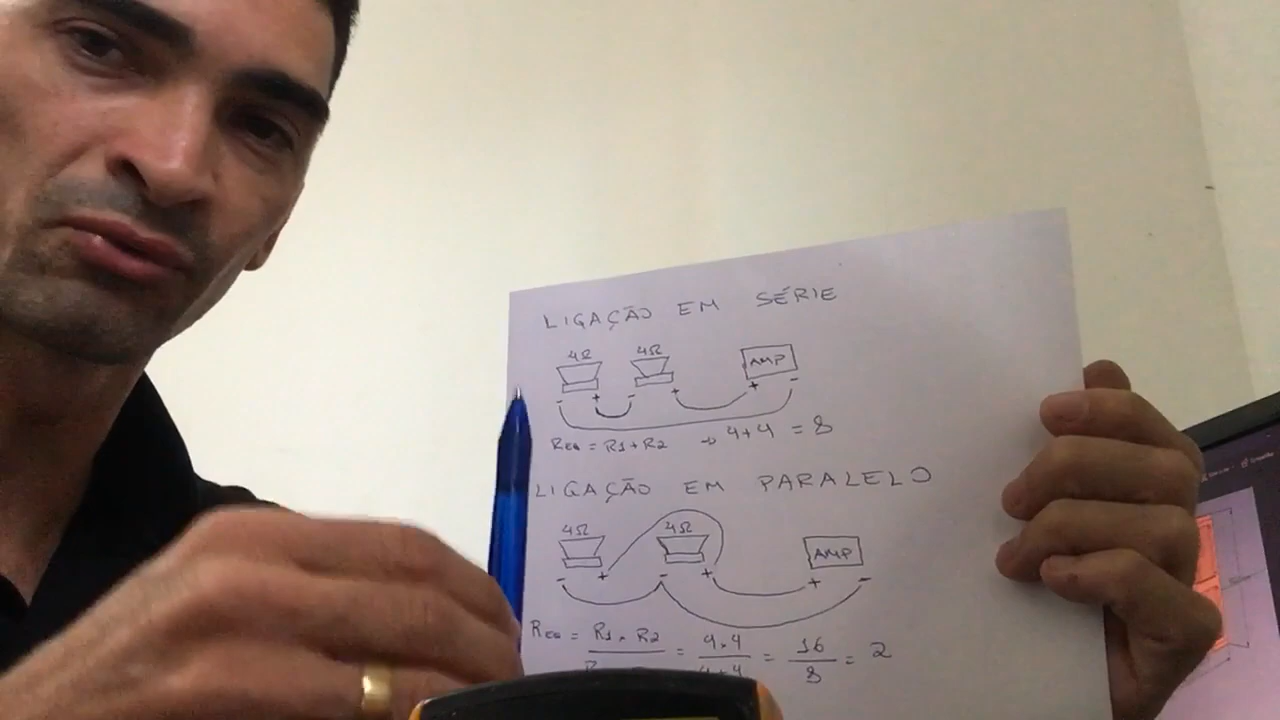 LIGAÇÃO EM SÉRIE
4Ω 4Ω AMP
- + - + + -
REQ = R1+R2 → 4+4 = 8
LIGAÇÃO EM PARALELO
4Ω 4Ω AMP
- + - + + -
REQ = R1 . R2 / = 4.4 / 4+4 = 16 / 8 = 2